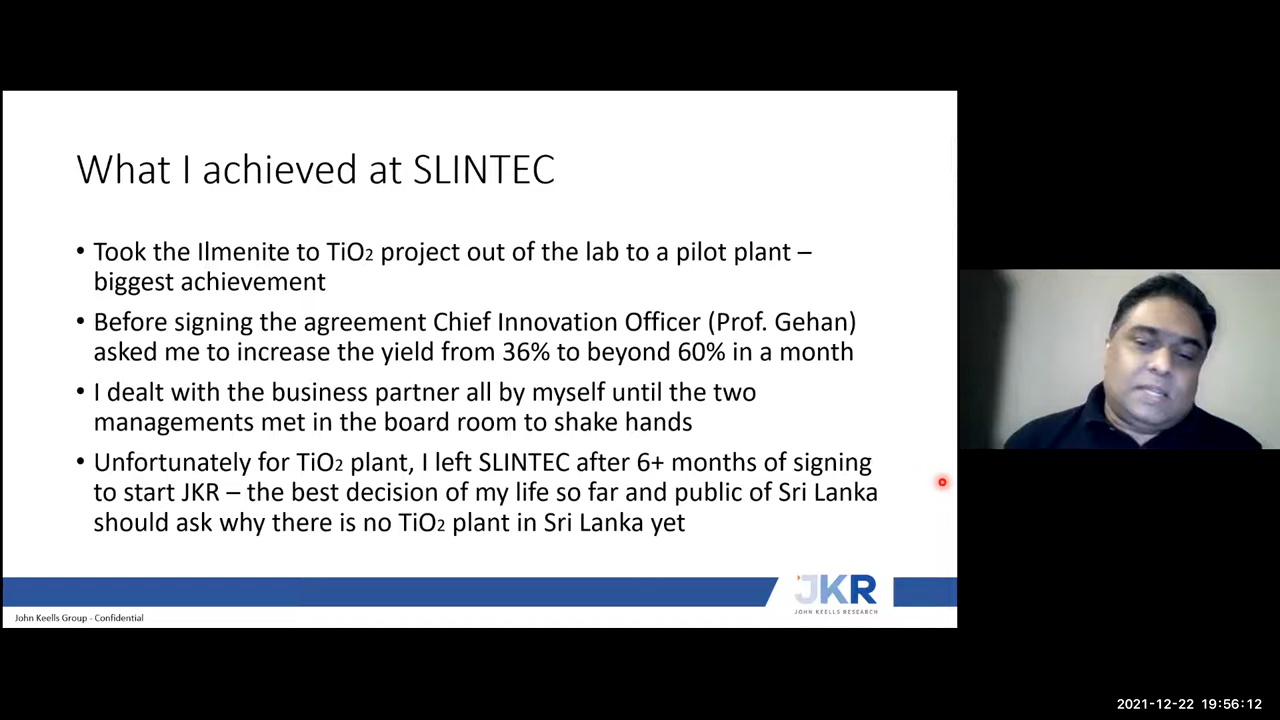 What I achieved at SLINTEC
• Took the Ilmenite to TiO₂ project out of the lab to a pilot plant –
biggest achievement
• Before signing the agreement Chief Innovation Officer (Prof. Gehan)
asked me to increase the yield from 36% to beyond 60% in a month
• I dealt with the business partner all by myself until the two
managements met in the board room to shake hands
• Unfortunately for TiO₂ plant, I left SLINTEC after 6+ months of signing
to start JKR – the best decision of my life so far and public of Sri Lanka
should ask why there is no TiO₂ plant in Sri Lanka yet
JKR
JOHN KEELLS RESEARCH
John Keells Group - Confidential
2021-12-22 19:56:12